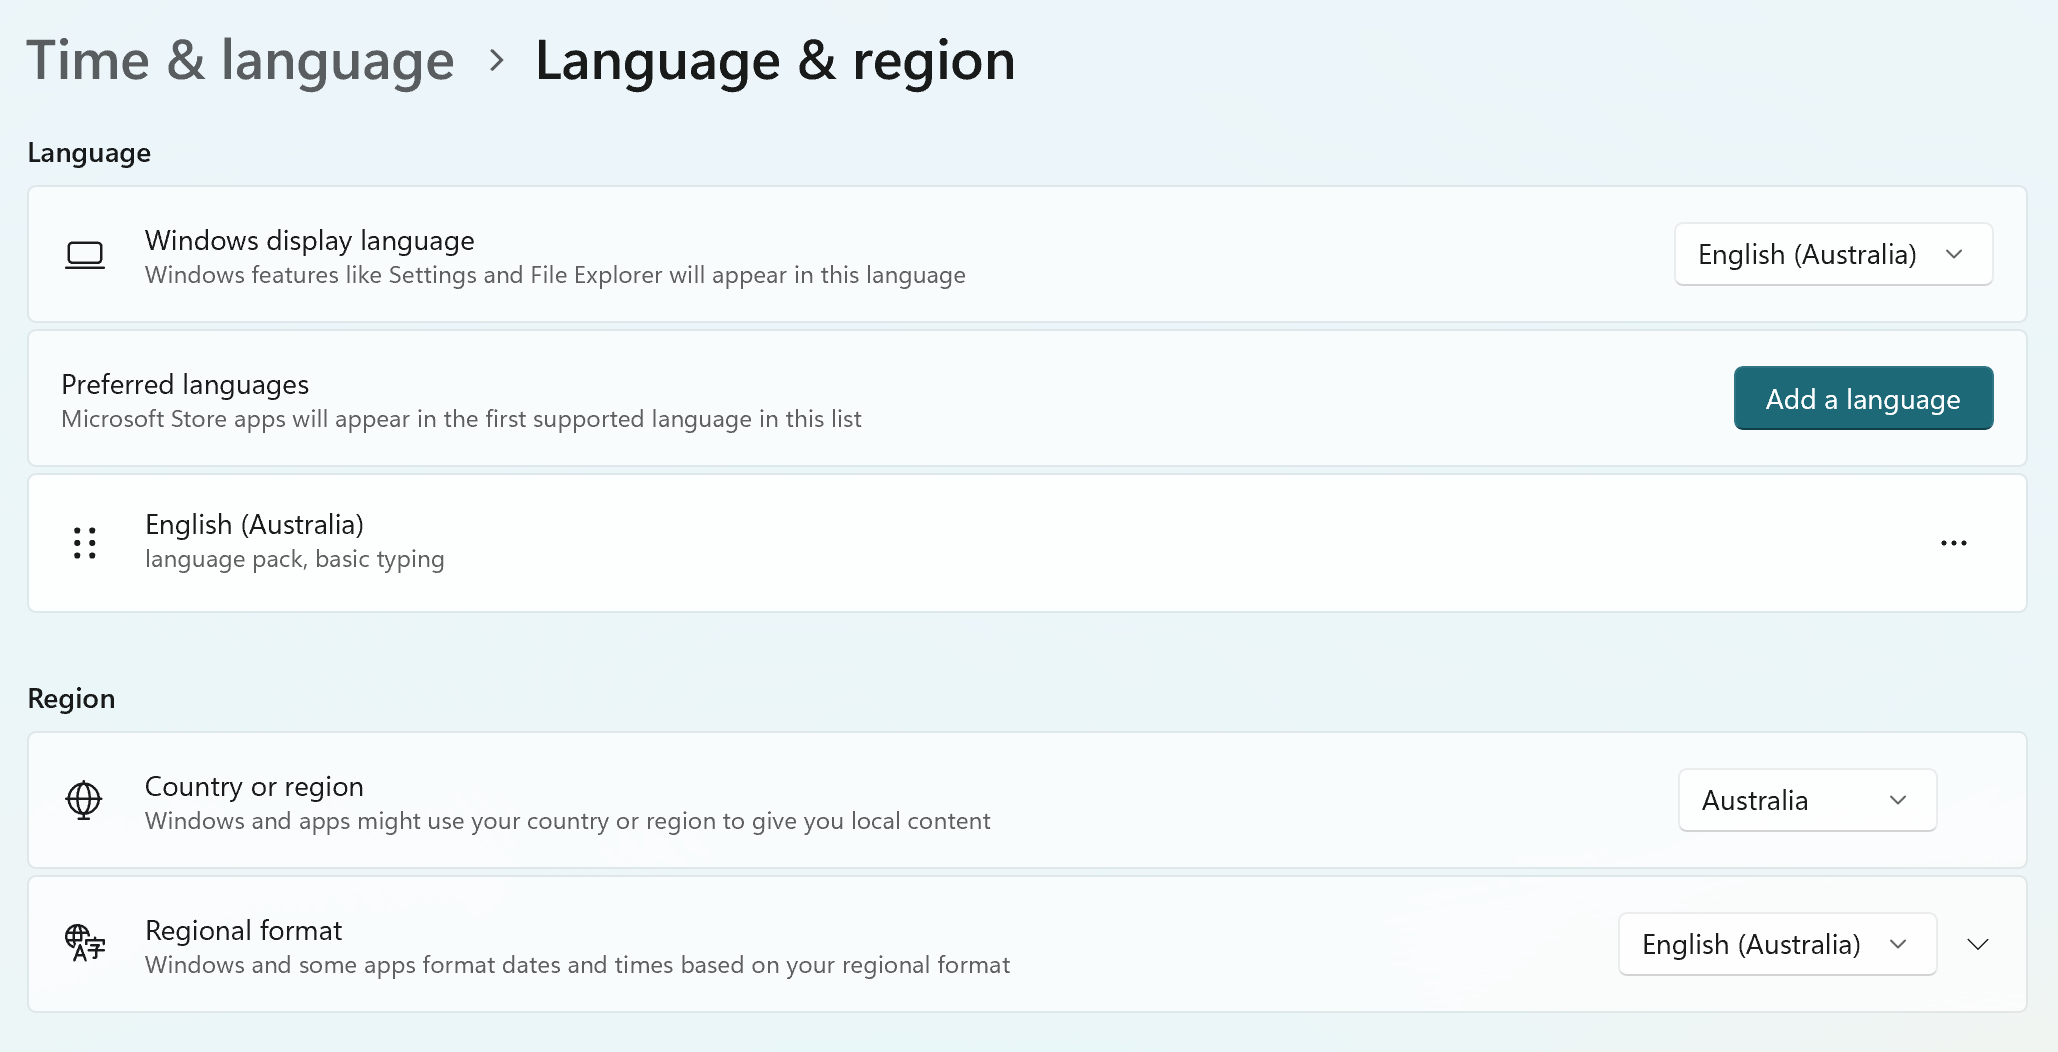 Time & language > Language & region
Language
Windows display language
Windows features like Settings and File Explorer will appear in this language
English (Australia)
Preferred languages
Microsoft Store apps will appear in the first supported language in this list
Add a language
English (Australia)
language pack, basic typing
Region
Country or region
Windows and apps might use your country or region to give you local content
Australia
Regional format
Windows and some apps format dates and times based on your regional format
English (Australia)